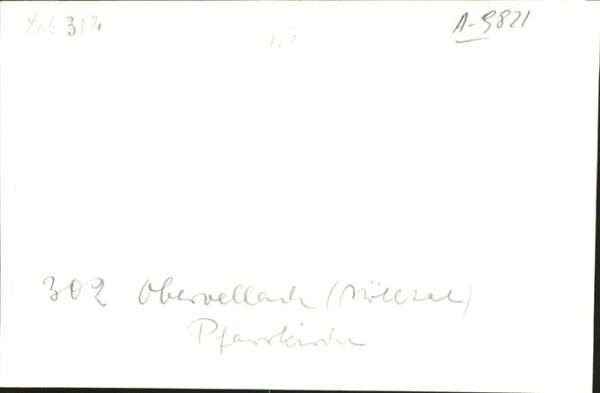 A-9821
302 Obervellach (Mölltal)
Pfarrkirche